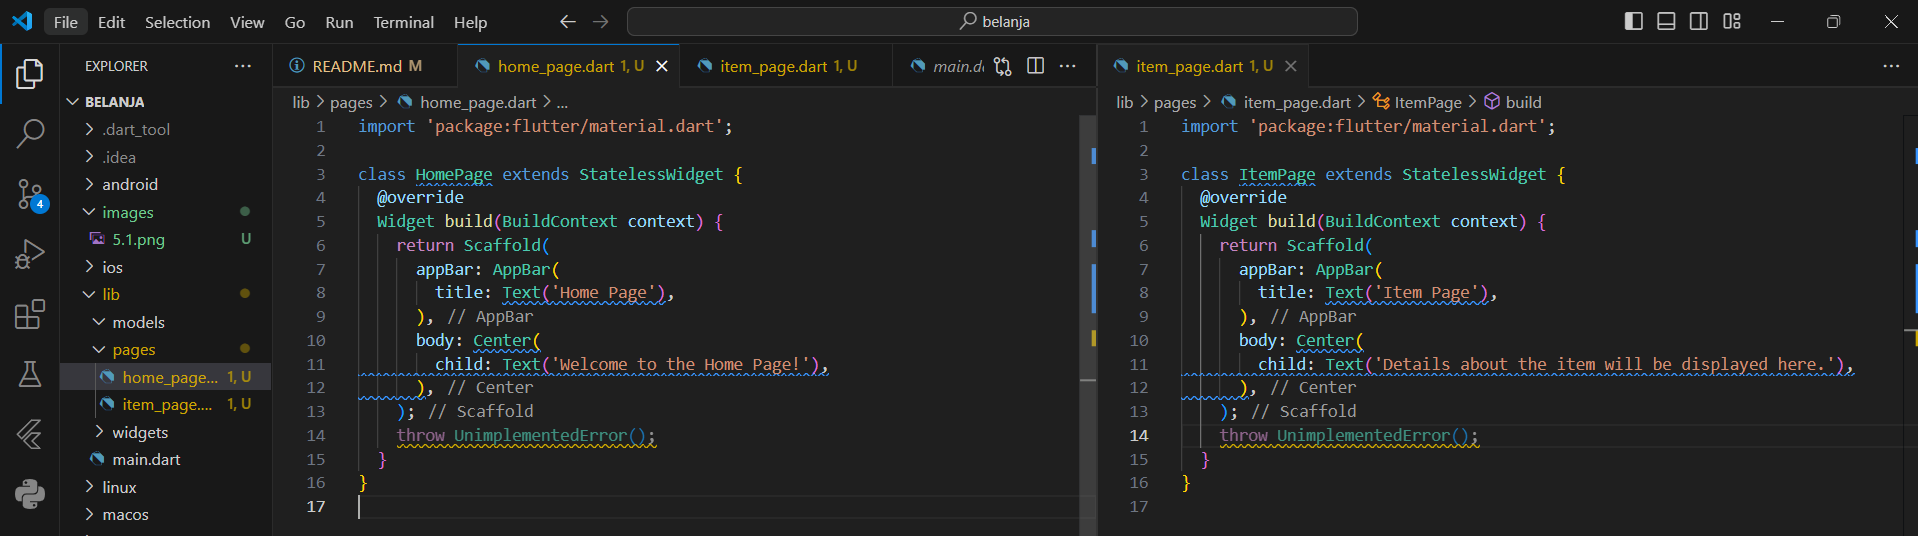 File Edit Selection View Go Run Terminal Help
belanja
EXPLORER
BELANJA
.dart_tool
.idea
android
images
5.1.png U
ios
lib
models
pages
home_page... 1, U
item_page.... 1, U
widgets
main.dart
linux
macos
4
README.md M
home_page.dart 1, U
item_page.dart 1, U
main.d
lib > pages > home_page.dart > ...
1 import 'package:flutter/material.dart';
2
3 class HomePage extends StatelessWidget {
4 @override
5 Widget build(BuildContext context) {
6 return Scaffold(
7 appBar: AppBar(
8 title: Text('Home Page'),
9 ), // AppBar
10 body: Center(
11 child: Text('Welcome to the Home Page!'),
12 ), // Center
13 ); // Scaffold
14 throw UnimplementedError();
15 }
16 }
17
item_page.dart 1, U
lib > pages > item_page.dart > ItemPage > build
1 import 'package:flutter/material.dart';
2
3 class ItemPage extends StatelessWidget {
4 @override
5 Widget build(BuildContext context) {
6 return Scaffold(
7 appBar: AppBar(
8 title: Text('Item Page'),
9 ), // AppBar
10 body: Center(
11 child: Text('Details about the item will be displayed here.'),
12 ), // Center
13 ); // Scaffold
14 throw UnimplementedError();
15 }
16 }
17